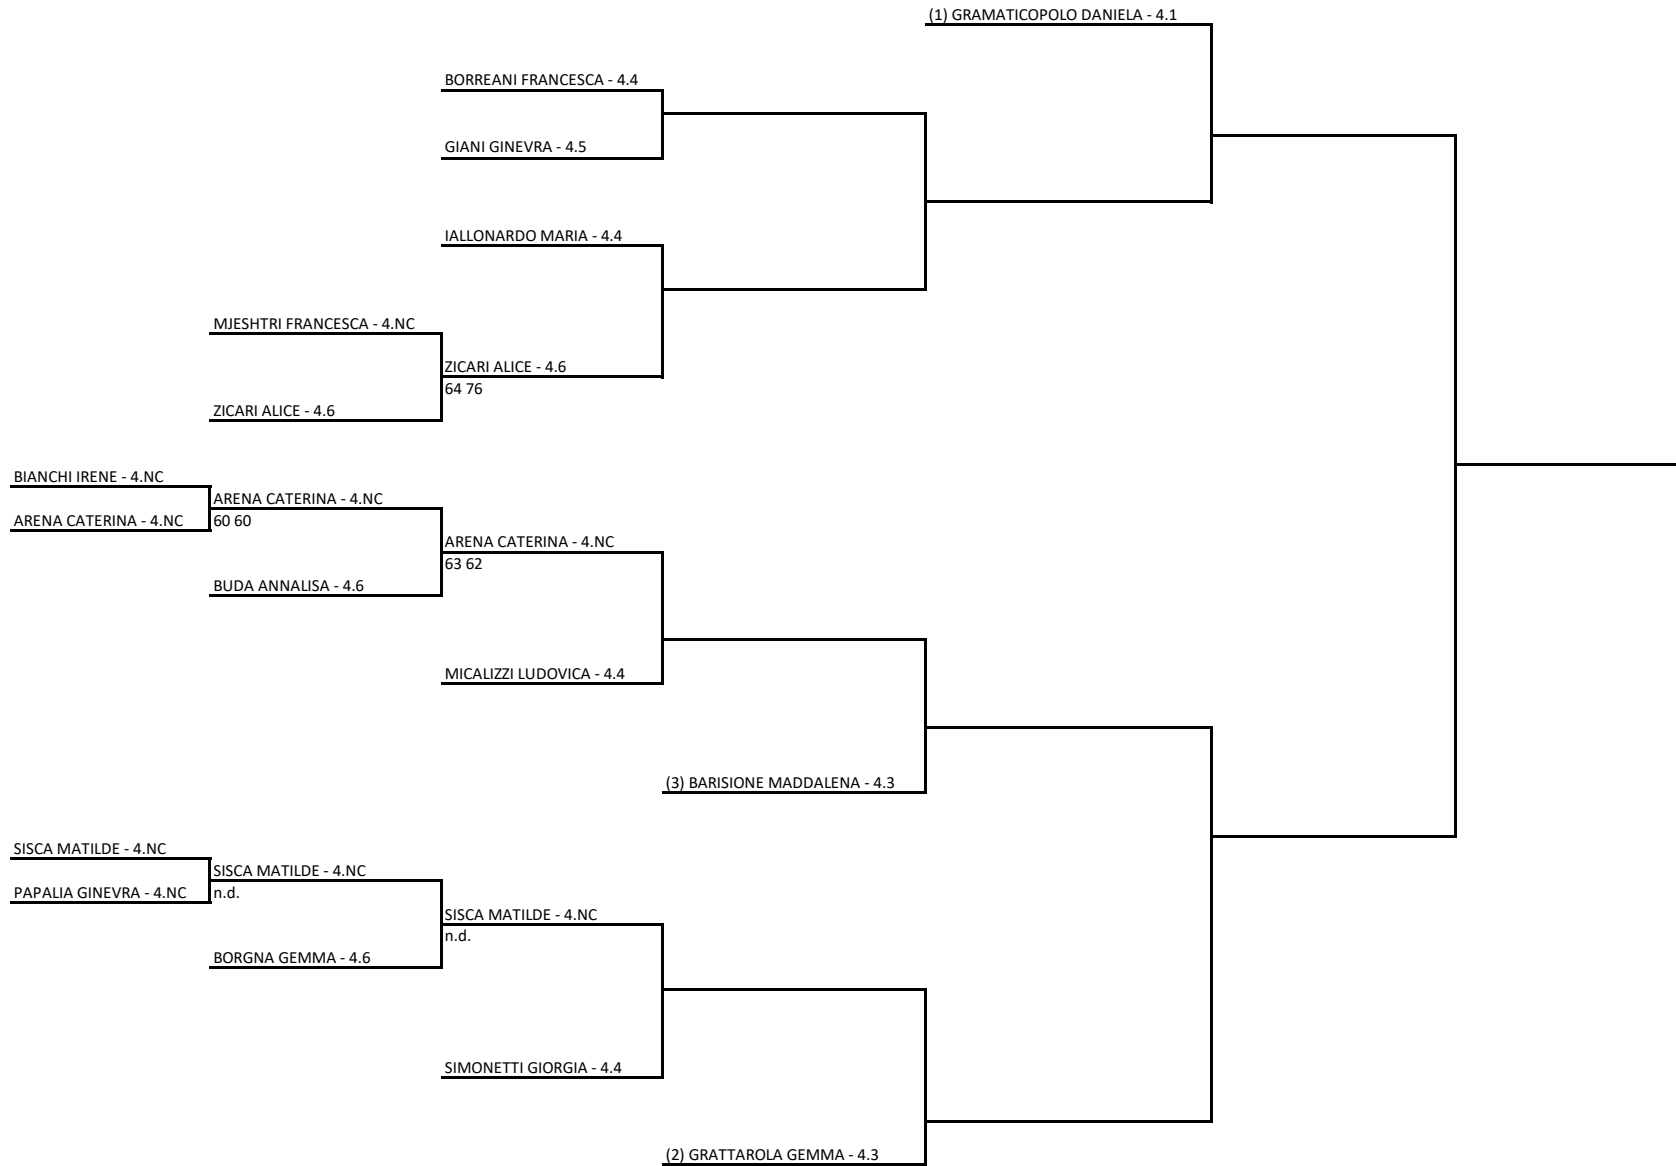 (1) GRAMATICOPOLO DANIELA - 4.1
BORREANI FRANCESCA - 4.4
GIANI GINEVRA - 4.5
IALLONARDO MARIA - 4.4
MJESHTRI FRANCESCA - 4.NC
ZICARI ALICE - 4.6
64 76
ZICARI ALICE - 4.6
BIANCHI IRENE - 4.NC
ARENA CATERINA - 4.NC
ARENA CATERINA - 4.NC
60 60
ARENA CATERINA - 4.NC
63 62
BUDA ANNALISA - 4.6
MICALIZZI LUDOVICA - 4.4
(3) BARISIONE MADDALENA - 4.3
SISCA MATILDE - 4.NC
SISCA MATILDE - 4.NC
PAPALIA GINEVRA - 4.NC
n.d.
SISCA MATILDE - 4.NC
n.d.
BORGNA GEMMA - 4.6
SIMONETTI GIORGIA - 4.4
(2) GRATTAROLA GEMMA - 4.3